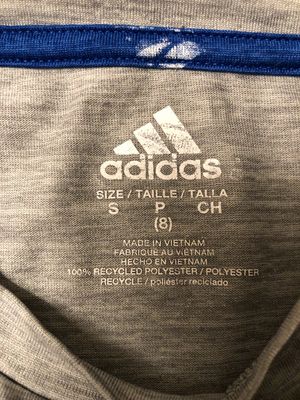 adidas
SIZE / TAILLE / TALLA
S P CH
(8)
MADE IN VIETNAM
FABRIQUÉ AU VIETNAM
HECHO EN VIETNAM
100% RECYCLED POLYESTER / POLYESTER
RECYCLE / poliéster reciclado